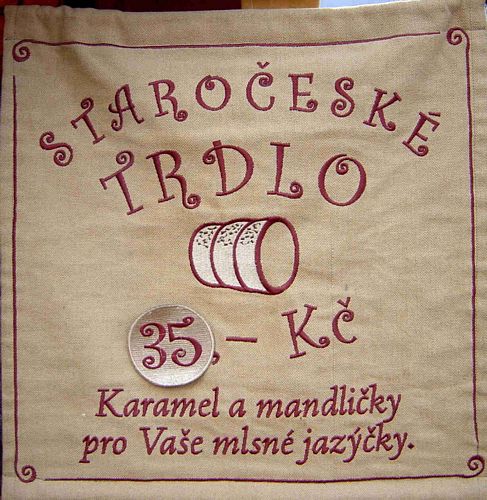 STAROČESKÉ
TRDLO
35,- KČ
Karamel a mandličky
pro Vaše mlsné jazýčky.